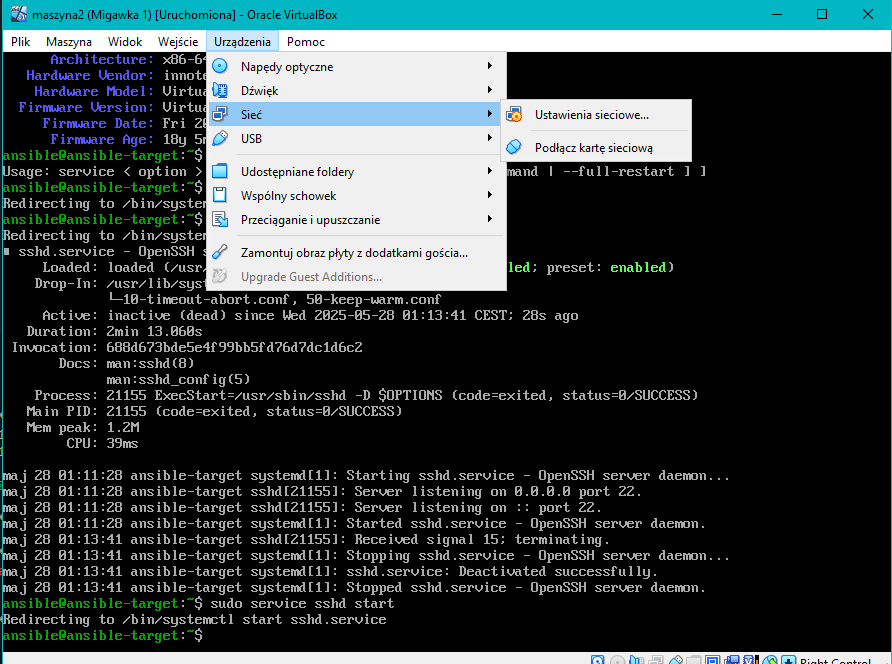 maszyna2 (Migawka 1) [Uruchomiona] - Oracle VirtualBox
Plik Maszyna Widok Wejście Urządzenia Pomoc
Napędy optyczne
Dźwięk
Sieć
USB
Udostępniane foldery
Wspólny schowek
Przeciąganie i upuszczanie
Zamontuj obraz płyty z dodatkami gościa...
Upgrade Guest Additions...
Ustawienia sieciowe...
Podłącz kartę sieciową
Architecture: x86-64
Hardware Vendor: innote
Hardware Model: Virtua
Firmware Version: Virtua
Firmware Date: Fri 20
Firmware Age: 18y 5
ansible@ansible-target:~$
Usage: service < option > mand | --full-restart ] ]
ansible@ansible-target:~$
Redirecting to /bin/system
ansible@ansible-target:~$
Redirecting to /bin/system
sshd.service - OpenSSH s
Loaded: loaded (/usr/ led; preset: enabled)
Drop-In: /usr/lib/syst
└─10-timeout-abort.conf, 50-keep-warm.conf
Active: inactive (dead) since Wed 2025-05-28 01:13:41 CEST; 28s ago
Duration: 2min 13.060s
Invocation: 688d673bde5e4f99bb5fd76d7dc1d6c2
Docs: man:sshd(8)
man:sshd_config(5)
Process: 21155 ExecStart=/usr/sbin/sshd -D $OPTIONS (code=exited, status=0/SUCCESS)
Main PID: 21155 (code=exited, status=0/SUCCESS)
Mem peak: 1.2M
CPU: 39ms
maj 28 01:11:28 ansible-target systemd[1]: Starting sshd.service - OpenSSH server daemon...
maj 28 01:11:28 ansible-target sshd[21155]: Server listening on 0.0.0.0 port 22.
maj 28 01:11:28 ansible-target sshd[21155]: Server listening on :: port 22.
maj 28 01:11:28 ansible-target systemd[1]: Started sshd.service - OpenSSH server daemon.
maj 28 01:13:41 ansible-target sshd[21155]: Received signal 15; terminating.
maj 28 01:13:41 ansible-target systemd[1]: Stopping sshd.service - OpenSSH server daemon...
maj 28 01:13:41 ansible-target systemd[1]: sshd.service: Deactivated successfully.
maj 28 01:13:41 ansible-target systemd[1]: Stopped sshd.service - OpenSSH server daemon.
ansible@ansible-target:~$ sudo service sshd start
Redirecting to /bin/systemctl start sshd.service
ansible@ansible-target:~$
Right Control